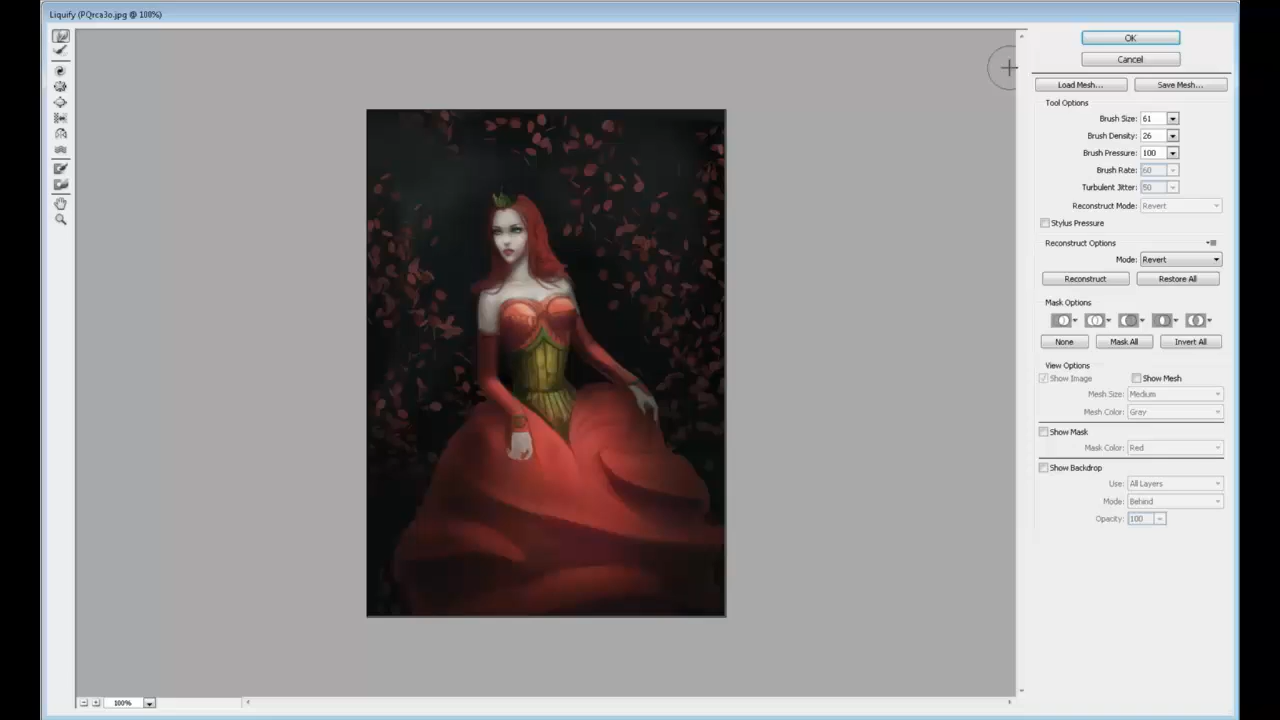 Liquify (PQrca3o.jpg @ 100%)
OK
Cancel
Load Mesh...
Save Mesh...
Tool Options
Brush Size: 61
Brush Density: 26
Brush Pressure: 100
Brush Rate: 60
Turbulent Jitter: 50
Reconstruct Mode: Revert
Stylus Pressure
Reconstruct Options
Mode: Revert
Reconstruct
Restore All
Mask Options
None
Mask All
Invert All
View Options
Show Image
Show Mesh
Mesh Size: Medium
Mesh Color: Gray
Show Mask
Mask Color: Red
Show Backdrop
Use: All Layers
Mode: Behind
Opacity: 100
100%